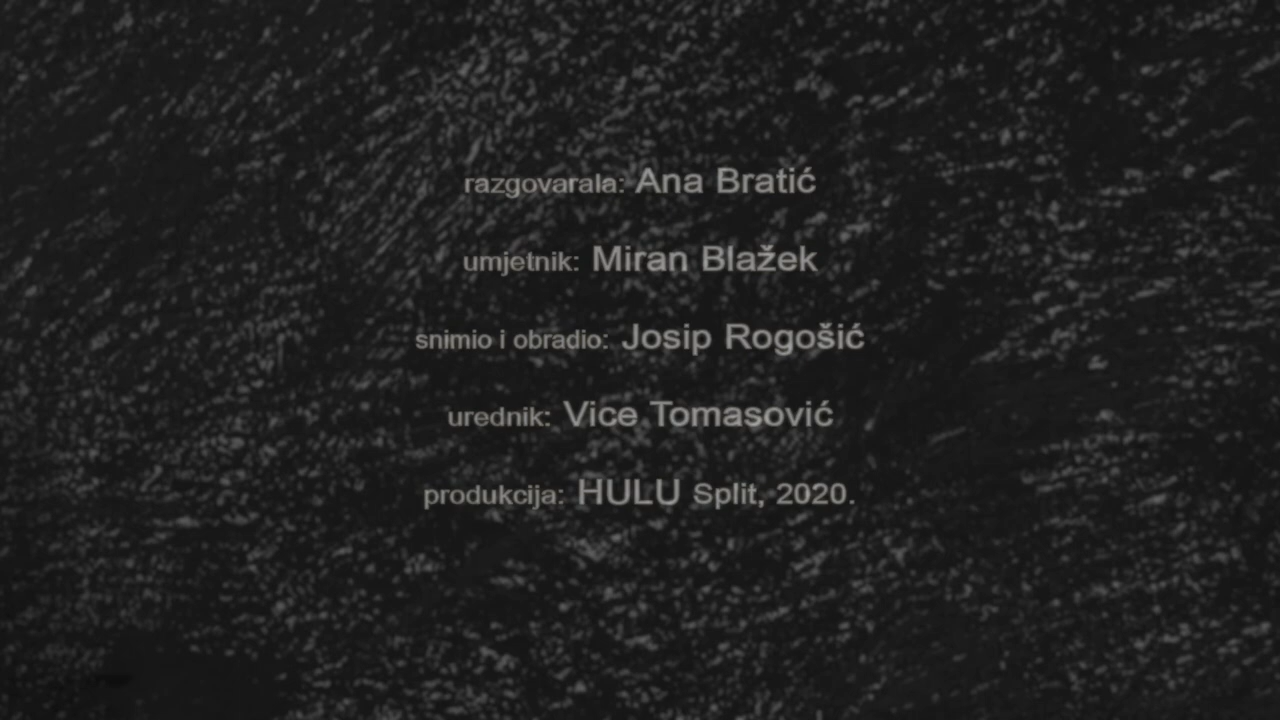 razgovarala: Ana Bratić
umjetnik: Miran Blažek
snimio i obradio: Josip Rogošić
urednik: Vice Tomasović
produkcija: HULU Split, 2020.